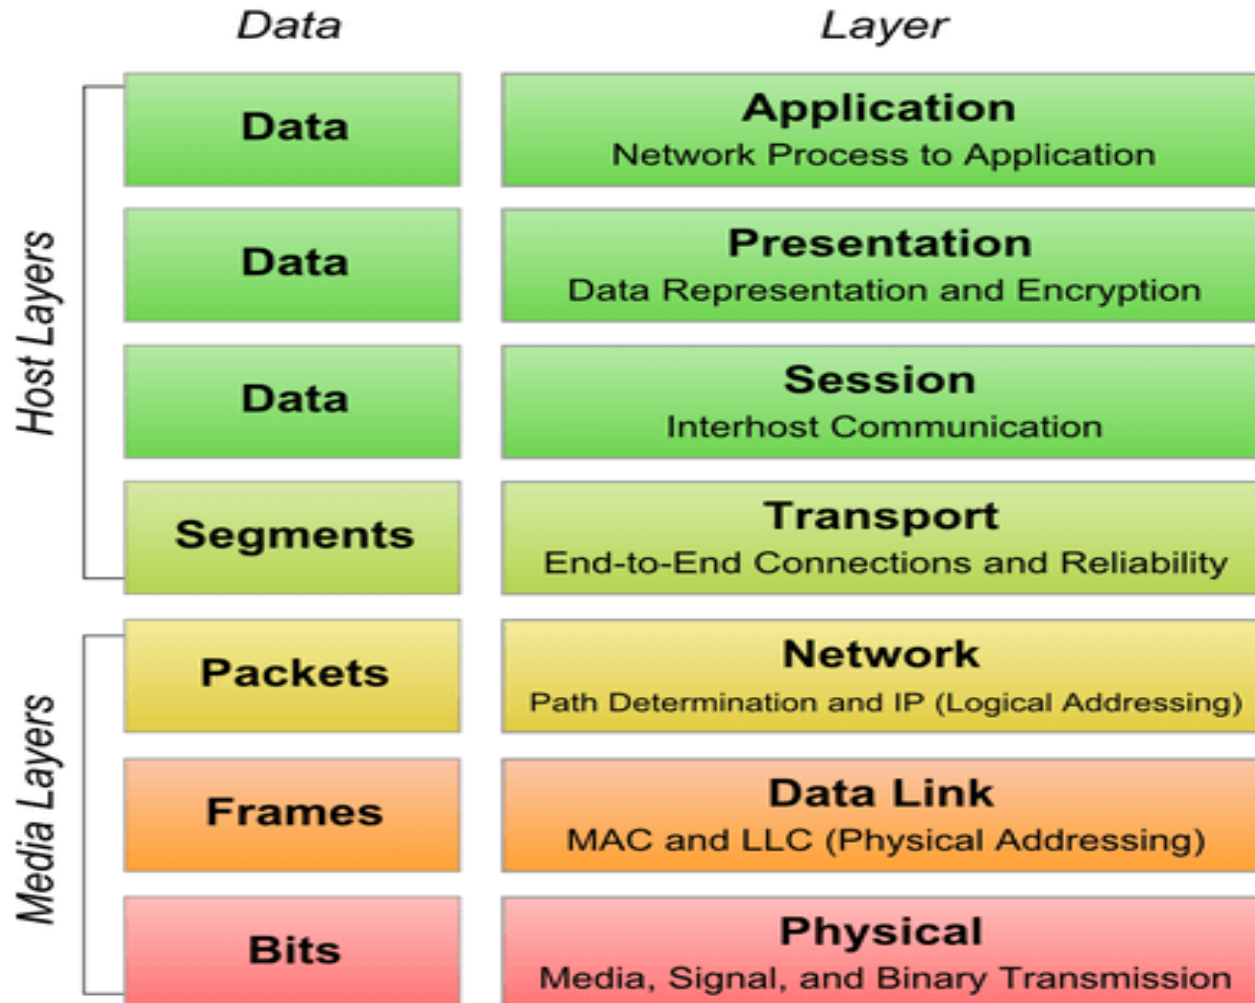 Data Layer
Host Layers
Data
Application
Network Process to Application
Data
Presentation
Data Representation and Encryption
Data
Session
Interhost Communication
Segments
Transport
End-to-End Connections and Reliability
Media Layers
Packets
Network
Path Determination and IP (Logical Addressing)
Frames
Data Link
MAC and LLC (Physical Addressing)
Bits
Physical
Media, Signal, and Binary Transmission